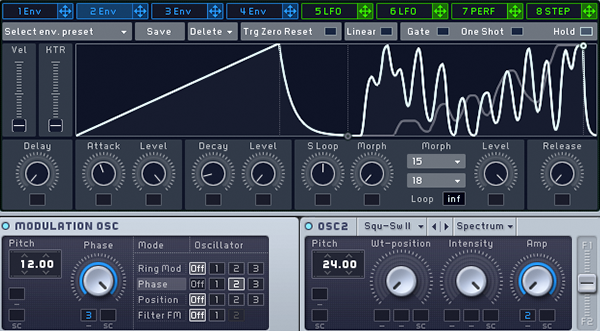 1 Env 2 Env 3 Env 4 Env 5 LFO 6 LFO 7 PERF 8 STEP
Select env. preset Save Delete Trg Zero Reset Linear Gate One Shot Hold
Vel KTR
Delay Attack Level Decay Level S Loop Morph Morph Level Release
15
18
Loop inf
MODULATION OSC
Pitch Phase Mode Oscillator
12.00
Ring Mod Off 1 2 3
Phase Off 1 2 3
Position Off 1 2 3
Filter FM Off 1 2
3
SC SC
OSC2 Squ-Sw II Spectrum
Pitch Wt-position Intensity Amp
24.00
2
SC SC SC SC
F1
F2